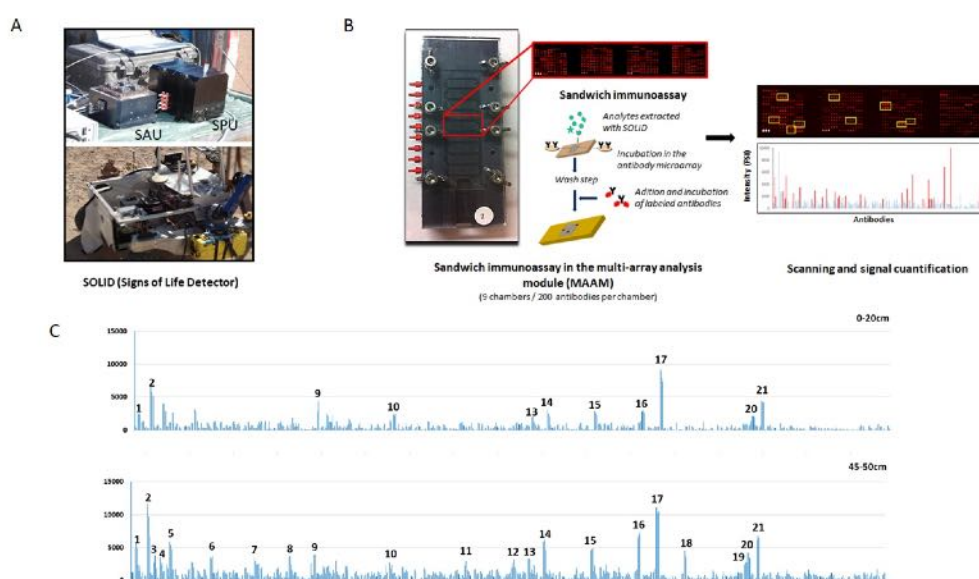 A
SAU
SPU
SOLID (Signs of Life Detector)
B
Sandwich immunoassay
Analytes extracted
with SOLID
Incubation in the
antibody microarray
Wash step
Adition and incubation
of labeled antibodies
Sandwich immunoassay in the multi-array analysis
module (MAAM)
(9 chambers / 200 antibodies per chamber)
Intensity (FSU)
Antibodies
Scanning and signal cuantification
C
0-20cm
15000
10000
5000
0
1
2
9
10
13
14
15
16
17
20
21
45-50cm
15000
10000
5000
0
1
2
3
4
5
6
7
8
9
10
11
12
13
14
15
16
17
18
19
20
21